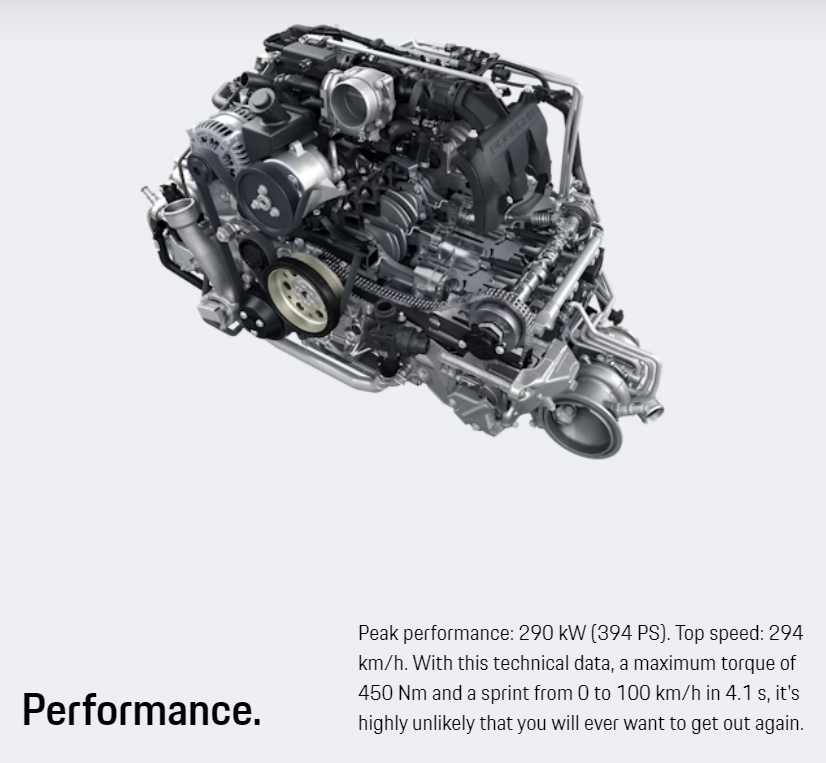 PORSCHE
Peak performance: 290 kW (394 PS). Top speed: 294
km/h. With this technical data, a maximum torque of
450 Nm and a sprint from 0 to 100 km/h in 4.1 s, it's
highly unlikely that you will ever want to get out again.
Performance.